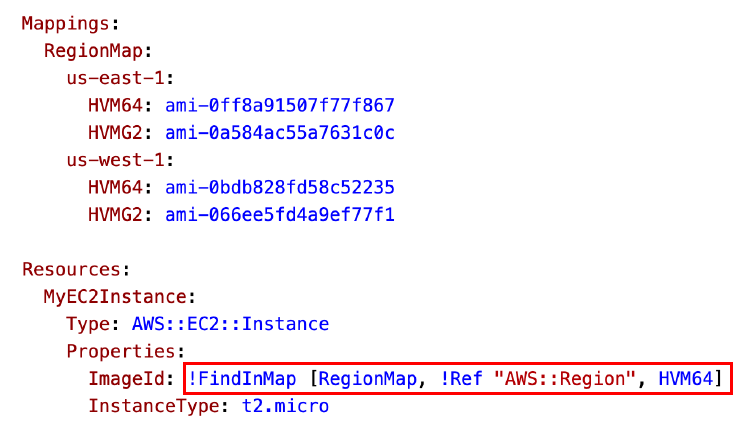 Mappings:
  RegionMap:
    us-east-1:
      HVM64: ami-0ff8a91507f77f867
      HVMG2: ami-0a584ac55a7631c0c
    us-west-1:
      HVM64: ami-0bdb828fd58c52235
      HVMG2: ami-066ee5fd4a9ef77f1

Resources:
  MyEC2Instance:
    Type: AWS::EC2::Instance
    Properties:
      ImageId: !FindInMap [RegionMap, !Ref "AWS::Region", HVM64]
      InstanceType: t2.micro